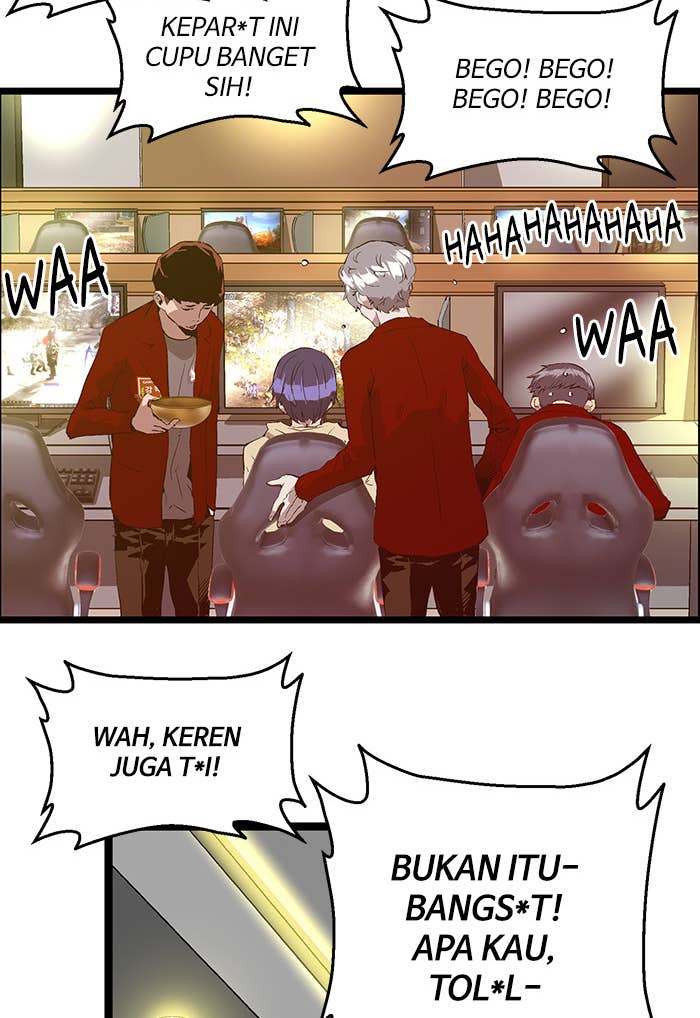 KEPAR*T INI
CUPU BANGET
SIH!
BEGO! BEGO!
BEGO! BEGO!
WAA
HAHAHAHAHAHA
WAA
WAH, KEREN
JUGA T*I!
BUKAN ITU-
BANGS*T!
APA KAU,
TOL*L-